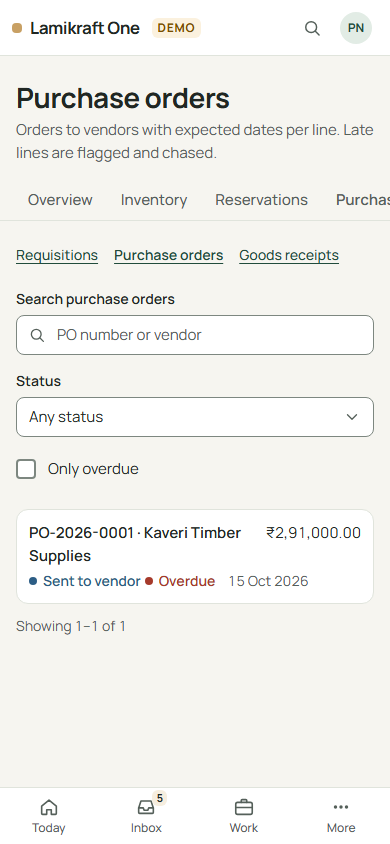 Lamikraft One DEMO PN
Purchase orders
Orders to vendors with expected dates per line. Late
lines are flagged and chased.
Overview Inventory Reservations Purchas
Requisitions Purchase orders Goods receipts
Search purchase orders
PO number or vendor
Status
Any status
Only overdue
PO-2026-0001 · Kaveri Timber ₹2,91,000.00
Supplies
Sent to vendor Overdue 15 Oct 2026
Showing 1–1 of 1
5
Today Inbox Work More